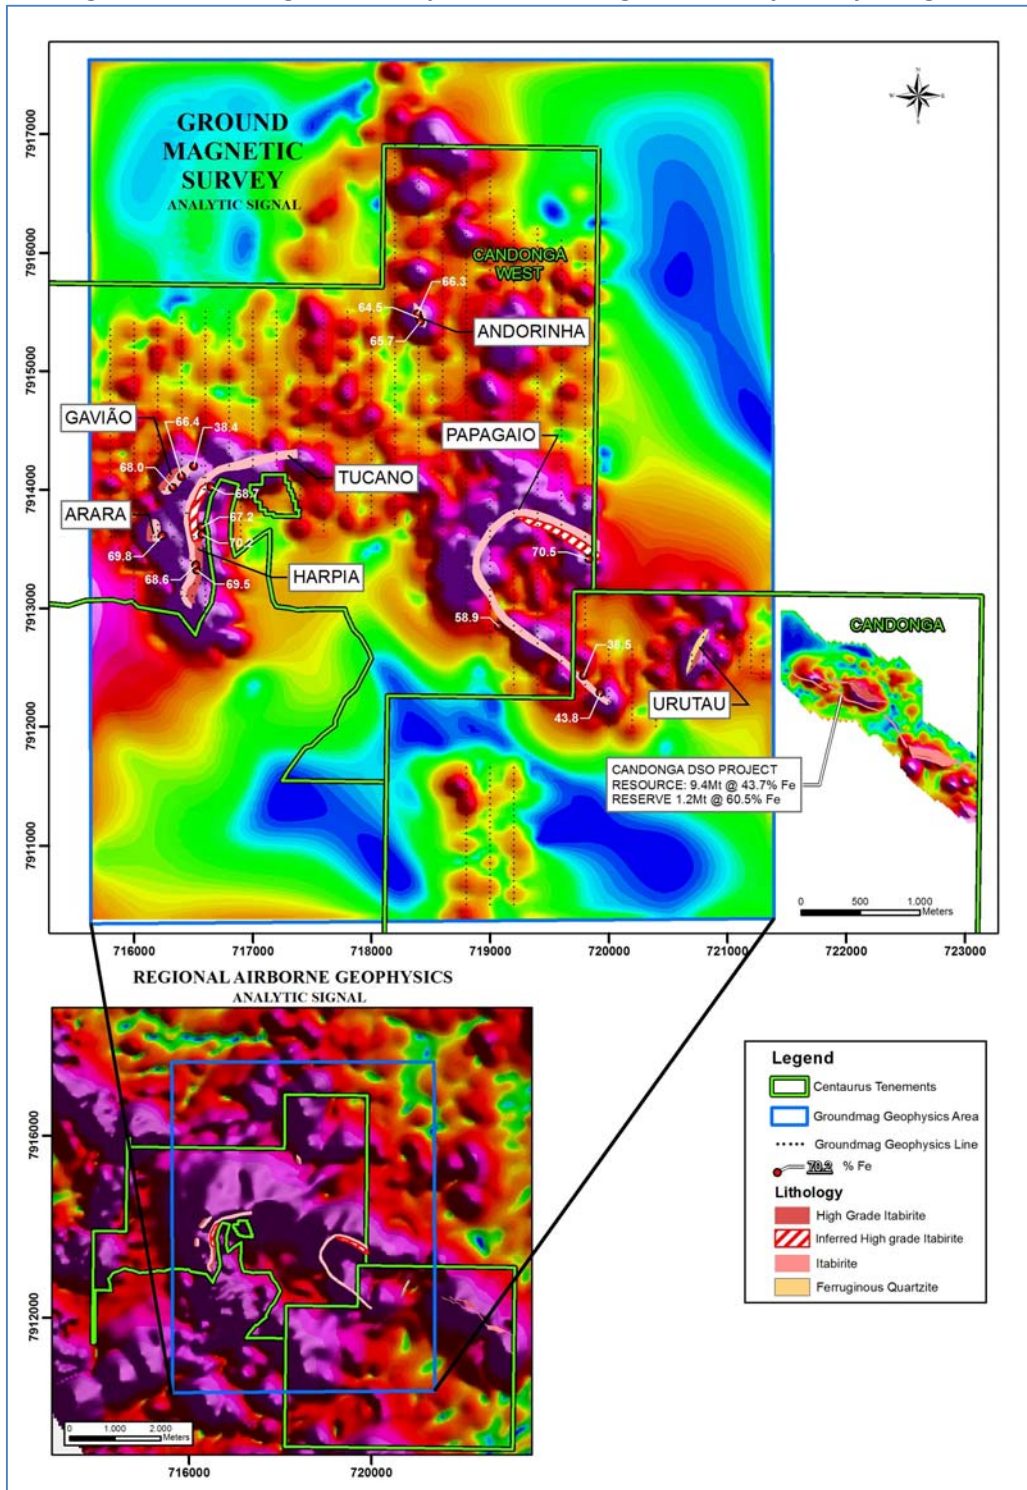 N
W
E
S
GROUND
MAGNETIC
SURVEY
ANALYTIC SIGNAL
7917000
7916000
7915000
7914000
7913000
7912000
7911000
CANDONGA
WEST
66.3
64.5
65.7
ANDORINHA
GAVIÃO
66.4
38.4
68.0
PAPAGAIO
TUCANO
68.7
ARARA
67.2
70.2
69.8
70.5
HARPIA
68.6
69.5
58.9
38.5
43.8
URUTAU
CANDONGA
CANDONGA DSO PROJECT
RESOURCE: 9.4Mt @ 43.7% Fe
RESERVE 1.2Mt @ 60.5% Fe
0 500 1.000
Meters
716000 717000 718000 719000 720000 721000 722000 723000
REGIONAL AIRBORNE GEOPHYSICS
ANALYTIC SIGNAL
7916000
7912000
0 1.000 2.000
Meters
716000 720000
Legend
Centaurus Tenements
Groundmag Geophysics Area
Groundmag Geophysics Line
70.2 % Fe
Lithology
High Grade Itabirite
Inferred High grade Itabirite
Itabirite
Ferruginous Quartzite